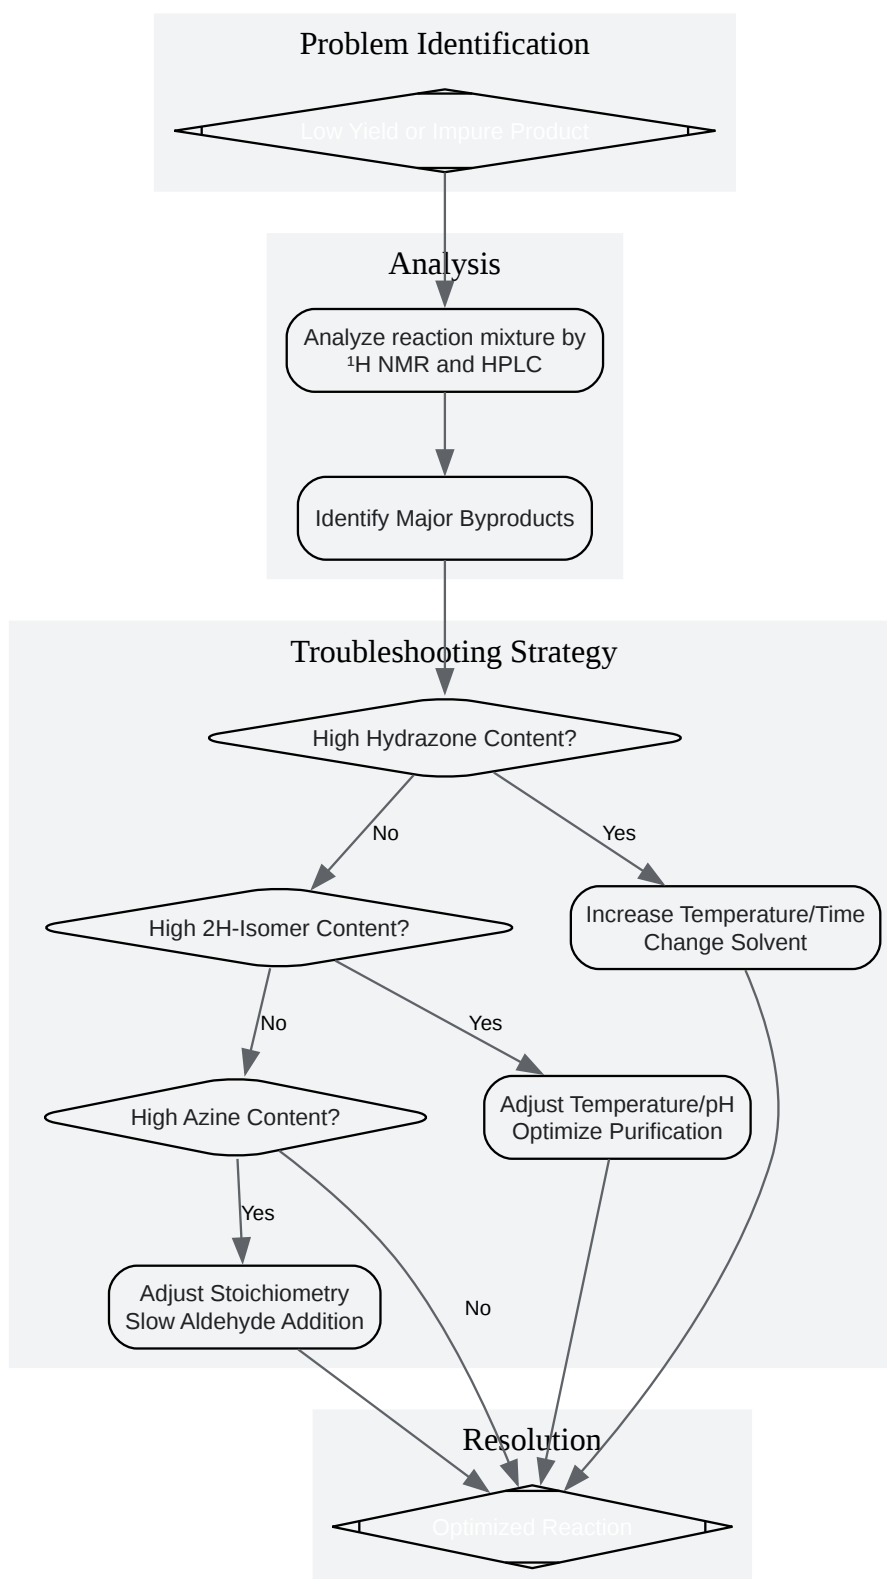 Problem Identification
Low Yield or Impure Product
Analysis
Analyze reaction mixture by
¹H NMR and HPLC
Identify Major Byproducts
Troubleshooting Strategy
High Hydrazone Content?
No
Yes
High 2H-Isomer Content?
Increase Temperature/Time
Change Solvent
No
Yes
High Azine Content?
Adjust Temperature/pH
Optimize Purification
Yes
Adjust Stoichiometry
Slow Aldehyde Addition
No
Resolution
Optimized Reaction